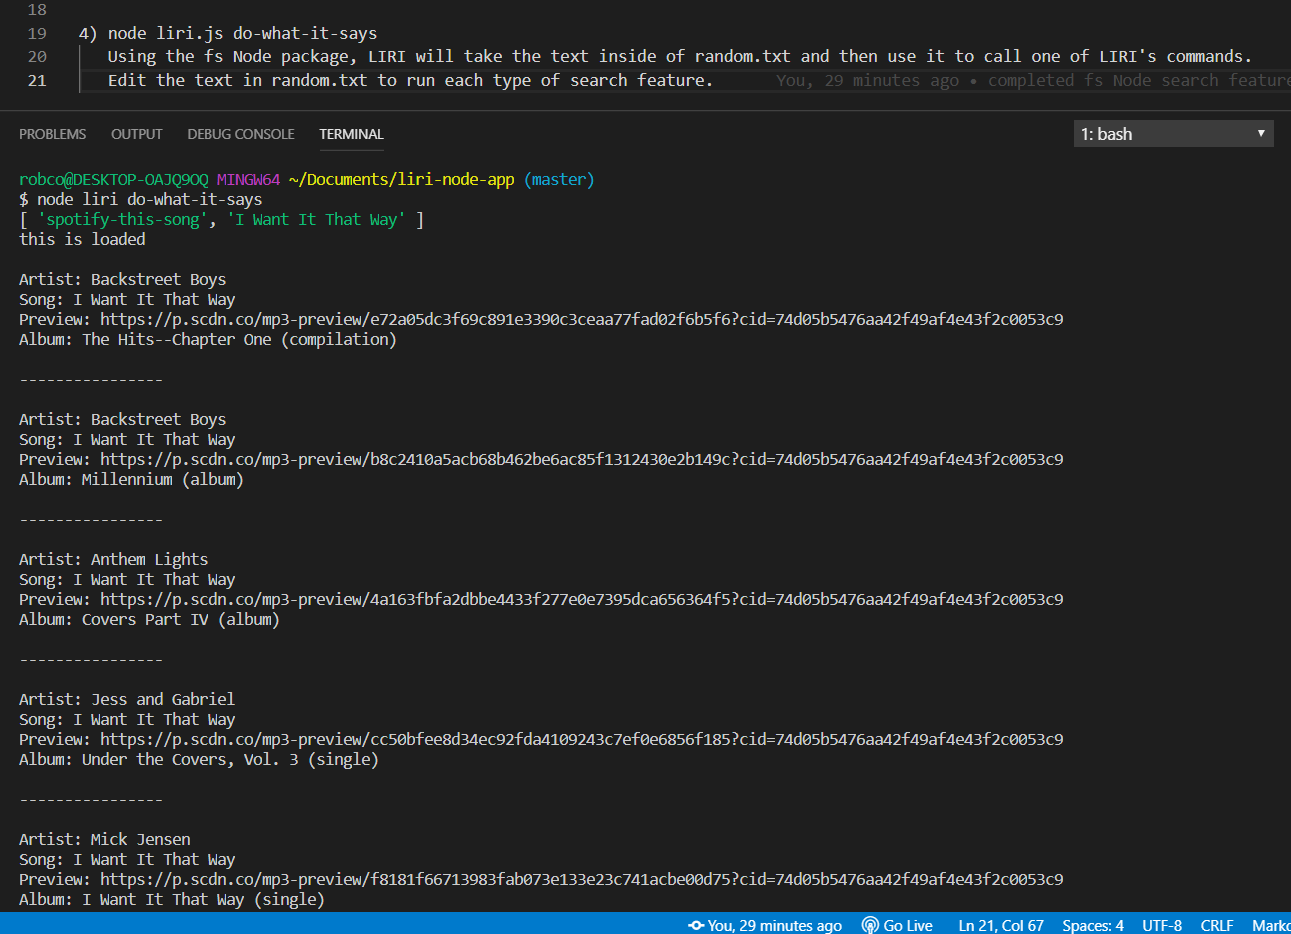 18
19 4) node liri.js do-what-it-says
20 Using the fs Node package, LIRI will take the text inside of random.txt and then use it to call one of LIRI's commands.
21 Edit the text in random.txt to run each type of search feature. You, 29 minutes ago • completed fs Node search feature
PROBLEMS OUTPUT DEBUG CONSOLE TERMINAL 1: bash
robco@DESKTOP-OAJQ9OQ MINGW64 ~/Documents/liri-node-app (master)
$ node liri do-what-it-says
[ 'spotify-this-song', 'I Want It That Way' ]
this is loaded
Artist: Backstreet Boys
Song: I Want It That Way
Preview: https://p.scdn.co/mp3-preview/e72a05dc3f69c891e3390c3ceaa77fad02f6b5f6?cid=74d05b5476aa42f49af4e43f2c0053c9
Album: The Hits--Chapter One (compilation)
----------------
Artist: Backstreet Boys
Song: I Want It That Way
Preview: https://p.scdn.co/mp3-preview/b8c2410a5acb68b462be6ac85f1312430e2b149c?cid=74d05b5476aa42f49af4e43f2c0053c9
Album: Millennium (album)
----------------
Artist: Anthem Lights
Song: I Want It That Way
Preview: https://p.scdn.co/mp3-preview/4a163fbfa2dbbe4433f277e0e7395dca656364f5?cid=74d05b5476aa42f49af4e43f2c0053c9
Album: Covers Part IV (album)
----------------
Artist: Jess and Gabriel
Song: I Want It That Way
Preview: https://p.scdn.co/mp3-preview/cc50bfee8d34ec92fda4109243c7ef0e6856f185?cid=74d05b5476aa42f49af4e43f2c0053c9
Album: Under the Covers, Vol. 3 (single)
----------------
Artist: Mick Jensen
Song: I Want It That Way
Preview: https://p.scdn.co/mp3-preview/f8181f66713983fab073e133e23c741acbe00d75?cid=74d05b5476aa42f49af4e43f2c0053c9
Album: I Want It That Way (single)
You, 29 minutes ago Go Live Ln 21, Col 67 Spaces: 4 UTF-8 CRLF Markd